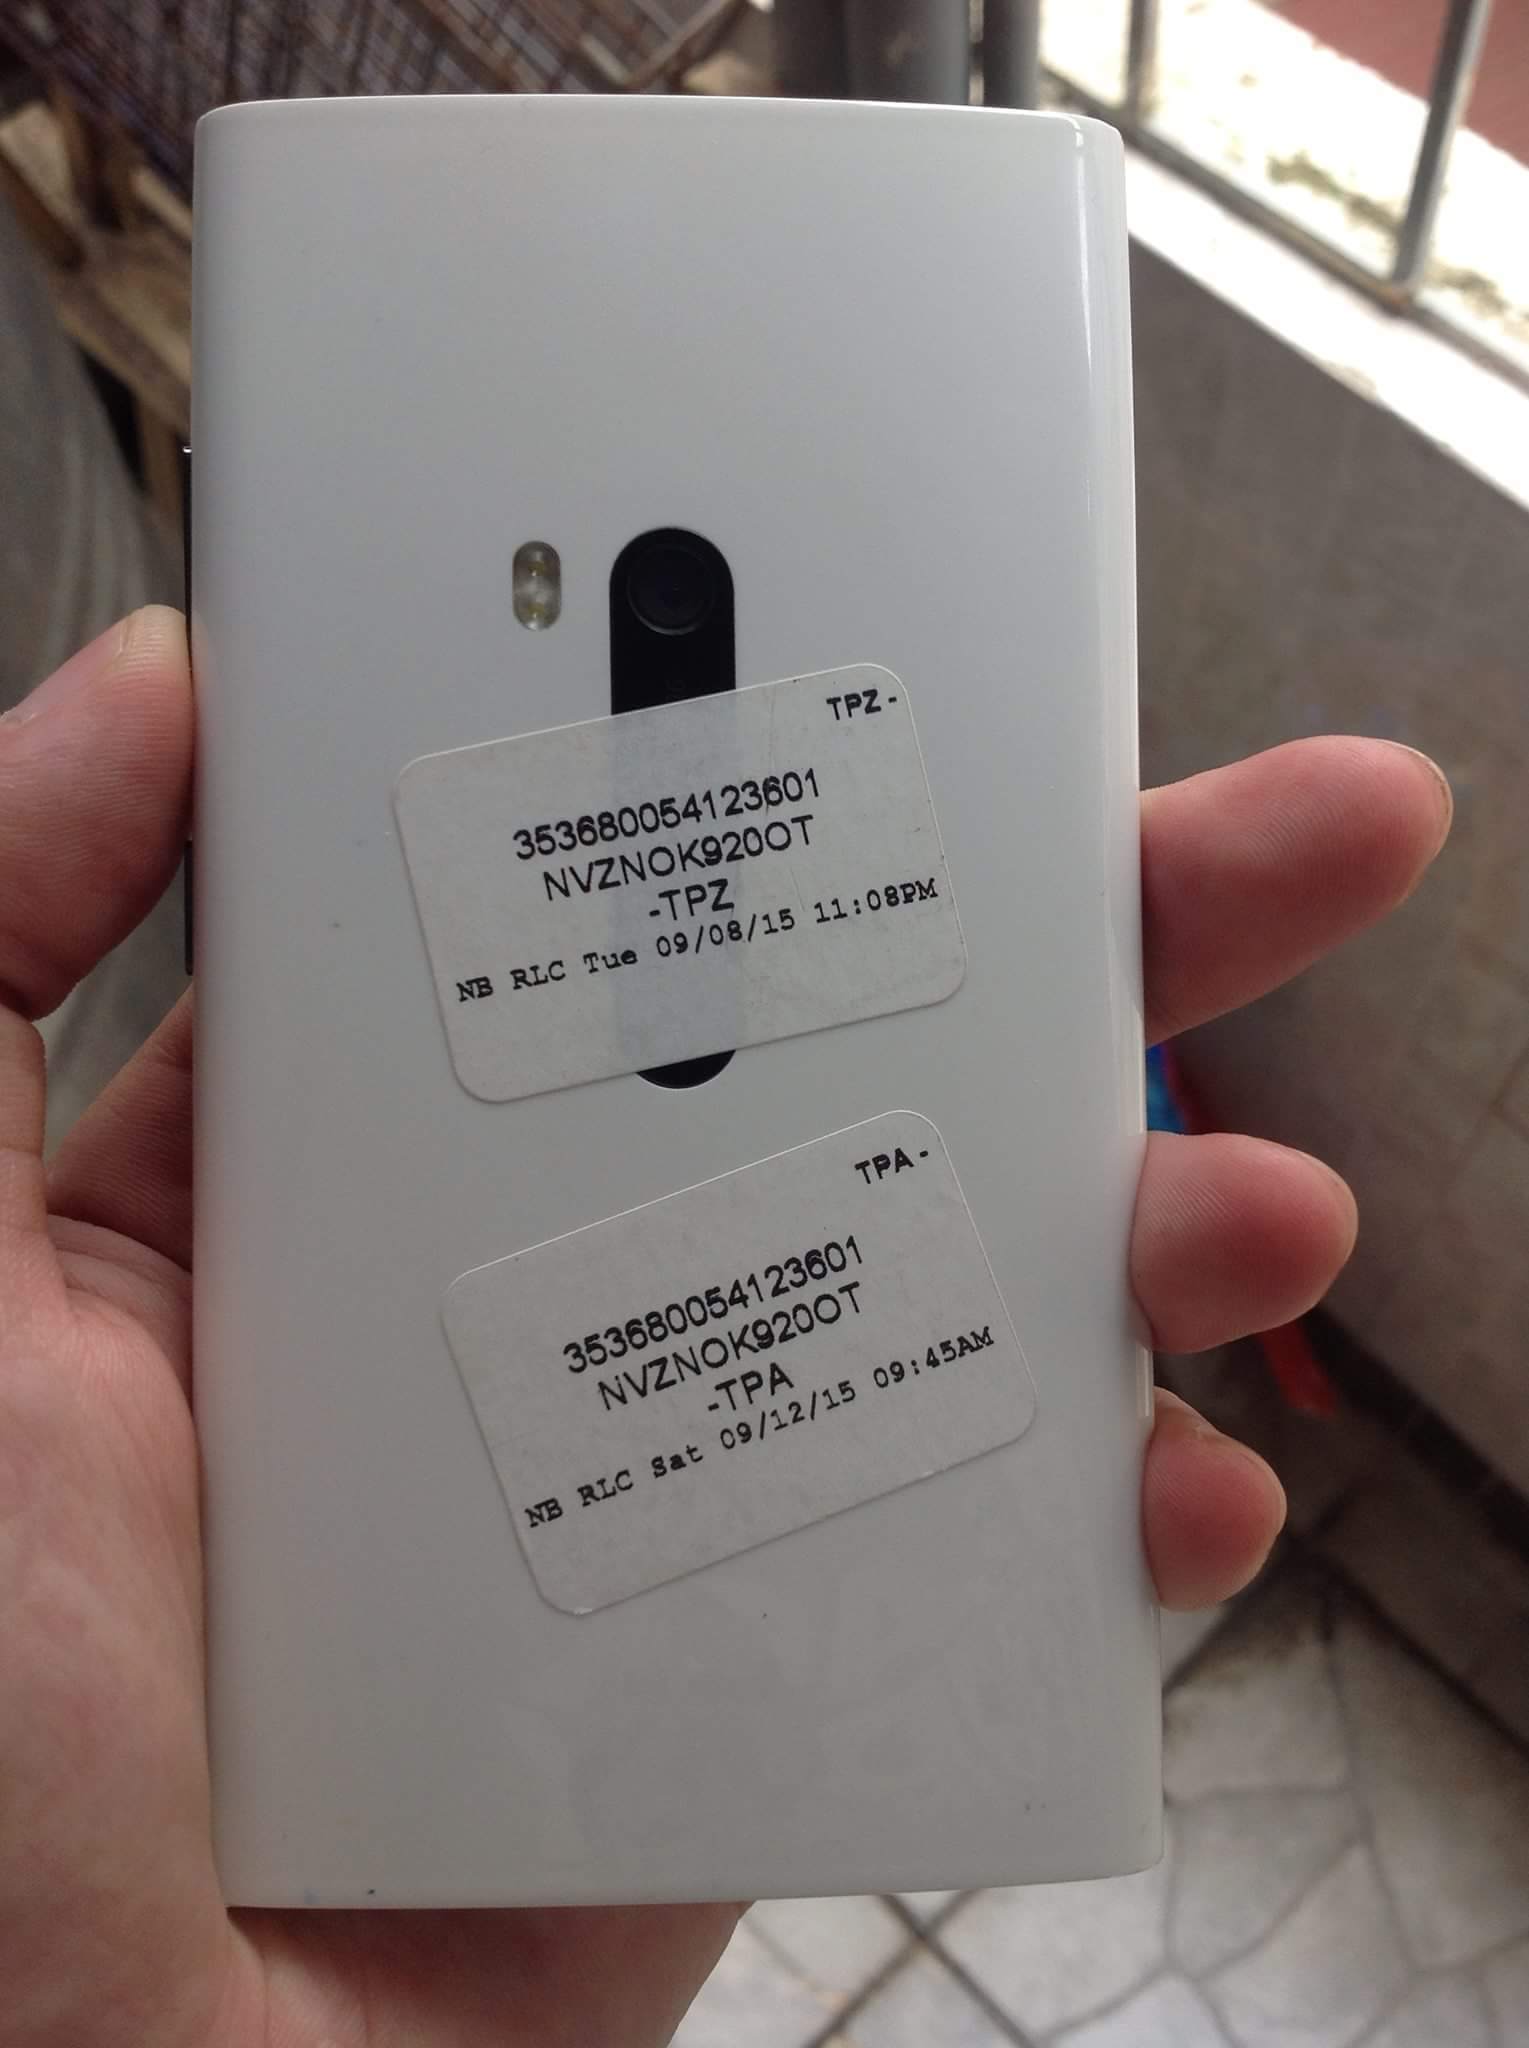 TPZ -
353680054123601
NVZNOK920OT
-TPZ
NB RLC Tue 09/08/15 11:08PM
TPA -
353680054123601
NVZNOK920OT
-TPA
NB RLC Sat 09/12/15 09:45AM